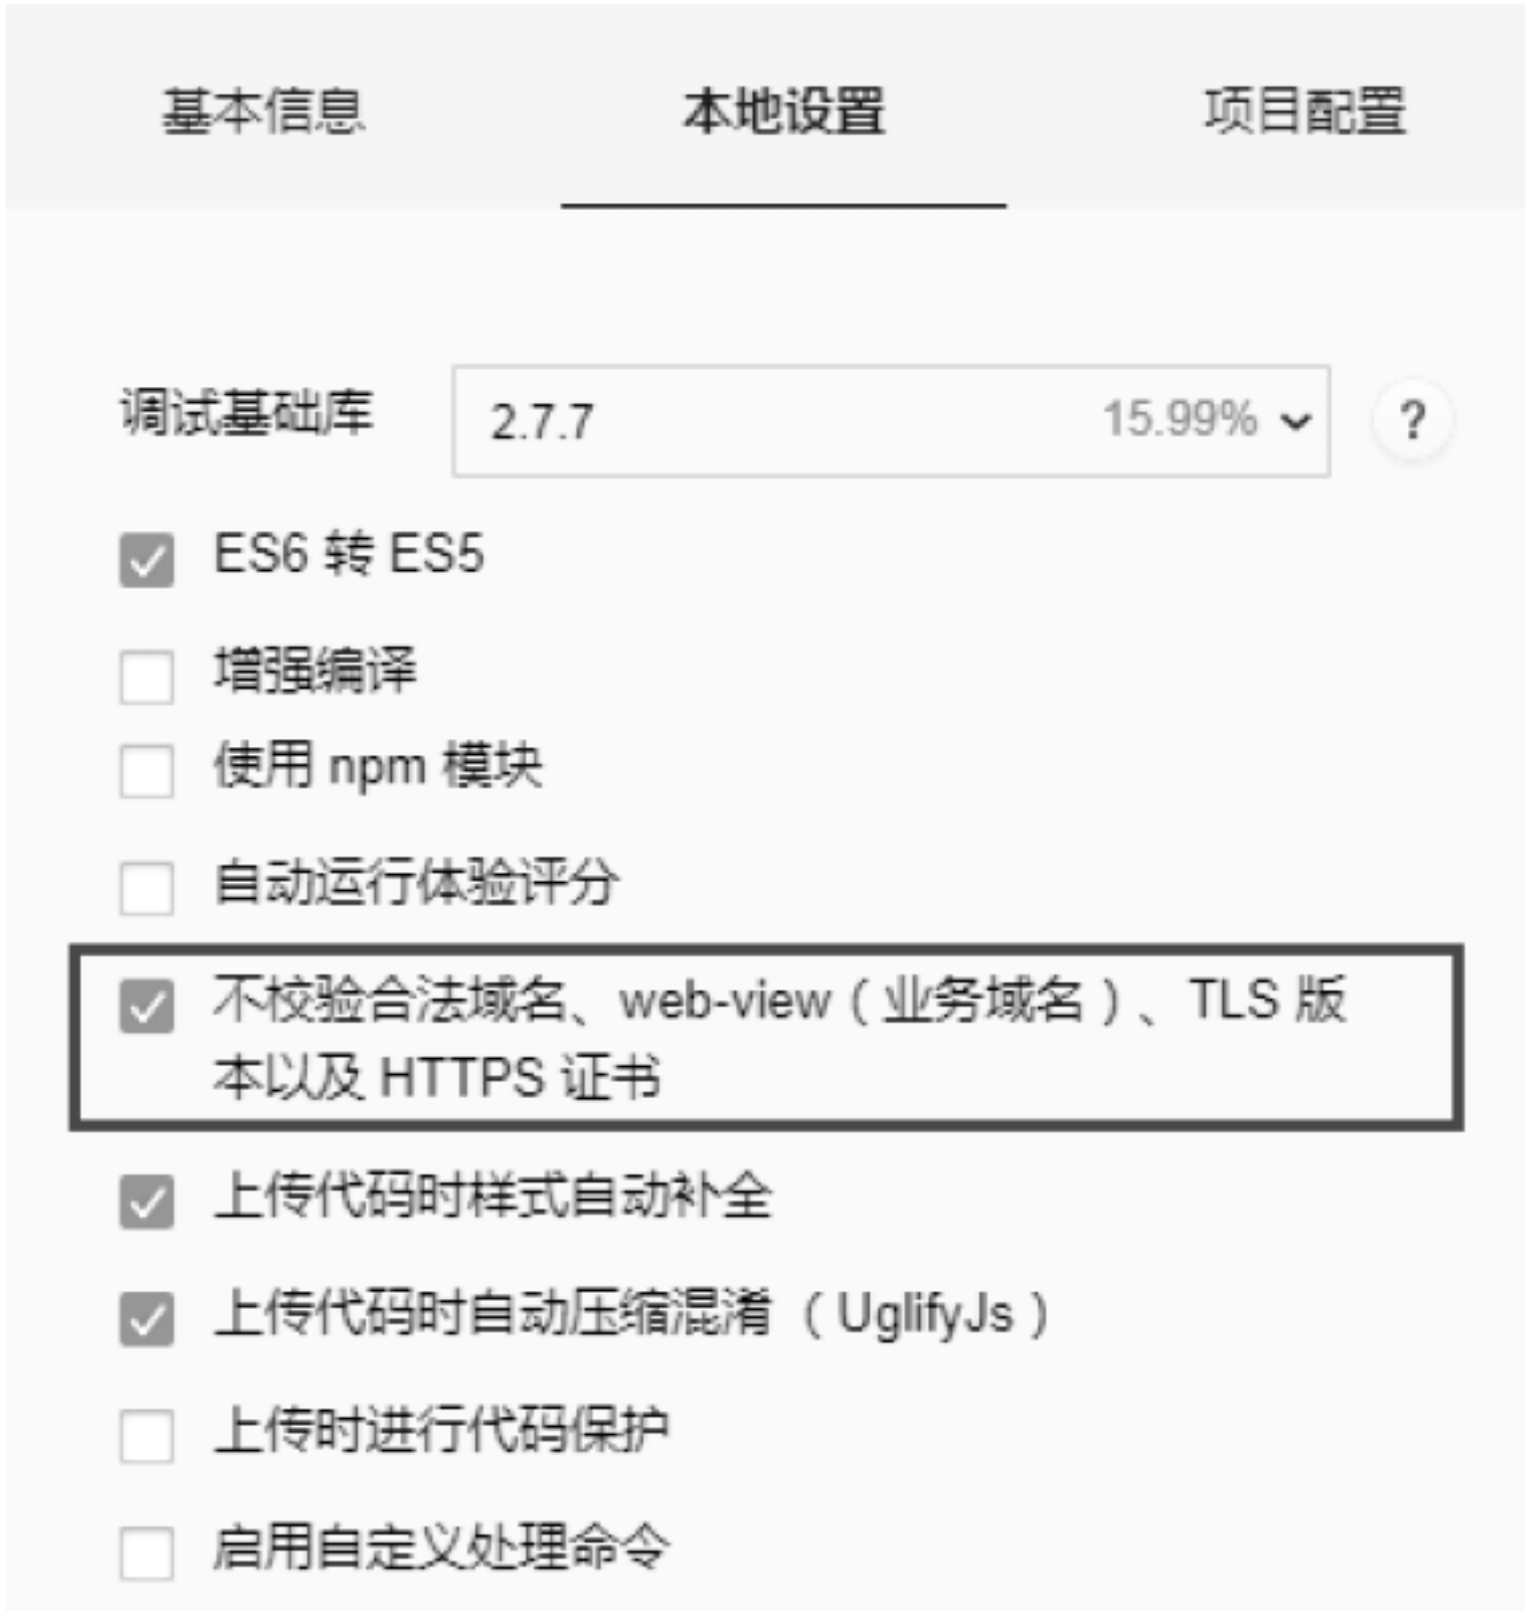 基本信息 本地设置 项目配置
调试基础库 2.7.7 15.99% ?
ES6 转 ES5
增强编译
使用 npm 模块
自动运行体验评分
不校验合法域名、web-view（业务域名）、TLS 版
本以及 HTTPS 证书
上传代码时样式自动补全
上传代码时自动压缩混淆（UglifyJs）
上传时进行代码保护
启用自定义处理命令